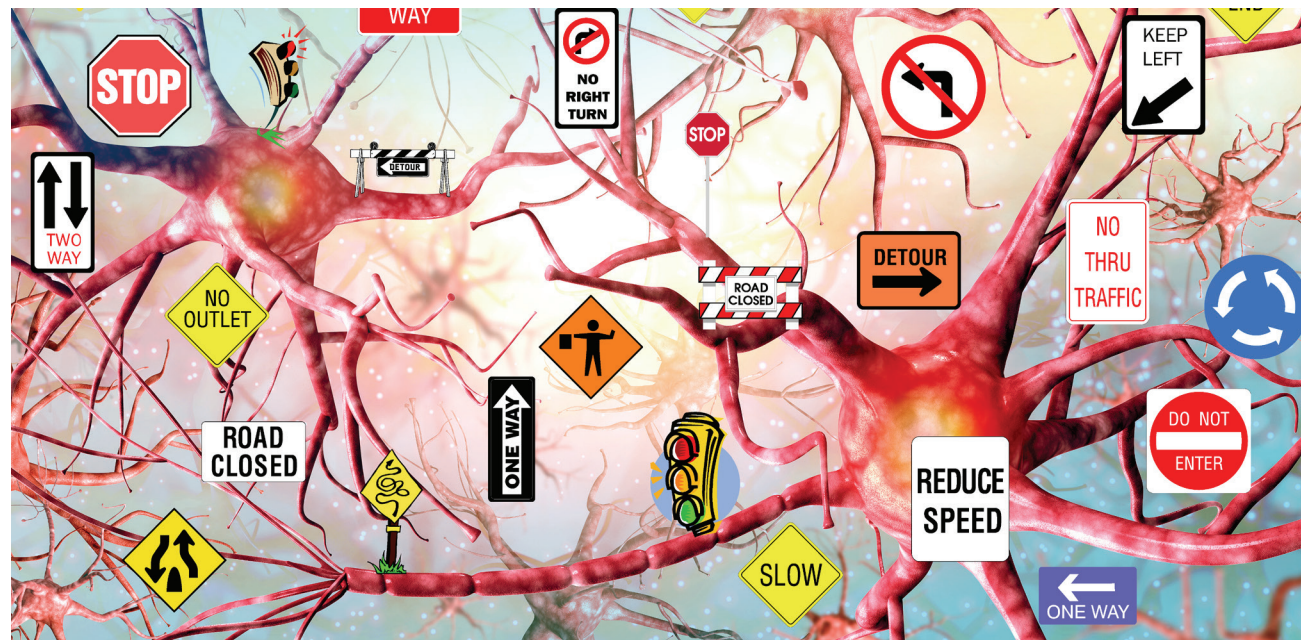 WAY
END
STOP
NO
RIGHT
TURN
KEEP
LEFT
STOP
DETOUR
TWO
WAY
NO
THRU
TRAFFIC
DETOUR
ROAD
CLOSED
NO
OUTLET
ONE WAY
ROAD
CLOSED
DO NOT
ENTER
REDUCE
SPEED
SLOW
ONE WAY